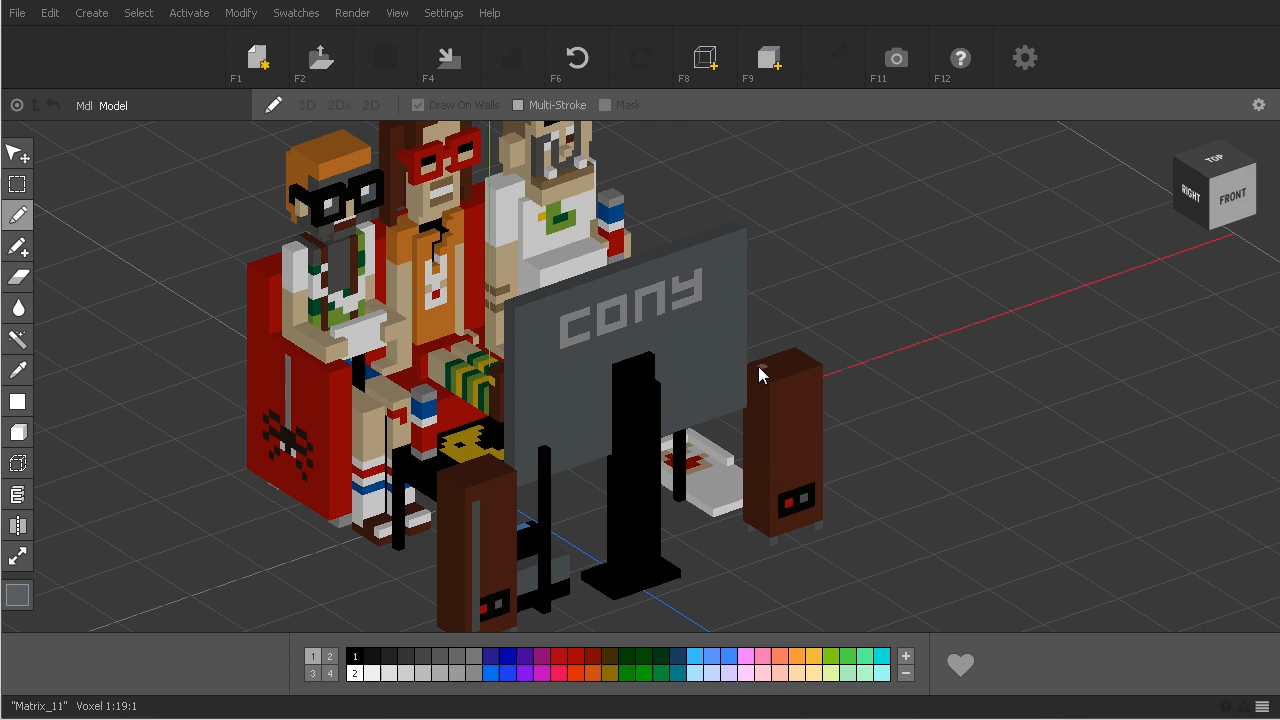 File Edit Create Select Activate Modify Swatches Render View Settings Help
F1 F2 F4 F6 F8 F9 F11 F12
Mdl Model 3D 2DA 2D Draw On Walls Multi-Stroke Mask
TOP
RIGHT FRONT
cony
1 2 1
3 4 2
"Matrix_11" Voxel 1:19:1